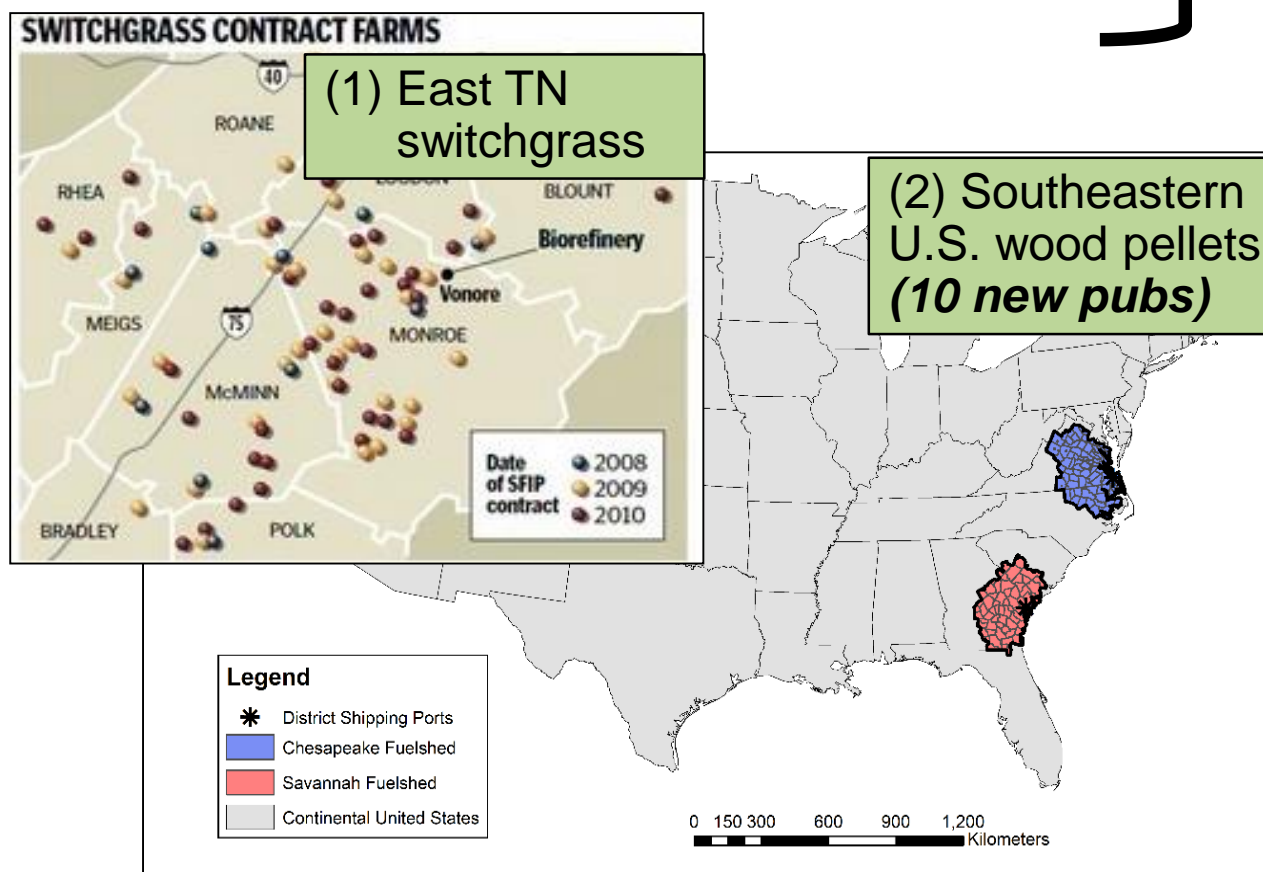 SWITCHGRASS CONTRACT FARMS
(1) East TN
switchgrass
40
ROANE
RHEA
BLOUNT
Biorefinery
Vonore
MEIGS
75
MONROE
McMINN
Date
of SFIP
contract
2008
2009
2010
BRADLEY
POLK
(2) Southeastern
U.S. wood pellets
(10 new pubs)
Legend
District Shipping Ports
Chesapeake Fuelshed
Savannah Fuelshed
Continental United States
0 150 300 600 900 1,200
Kilometers